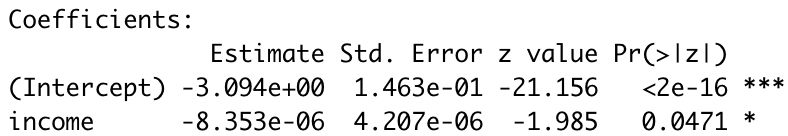 Coefficients:
Estimate Std. Error z value Pr(>|z|)
(Intercept) -3.094e+00 1.463e-01 -21.156 <2e-16 ***
income -8.353e-06 4.207e-06 -1.985 0.0471 *